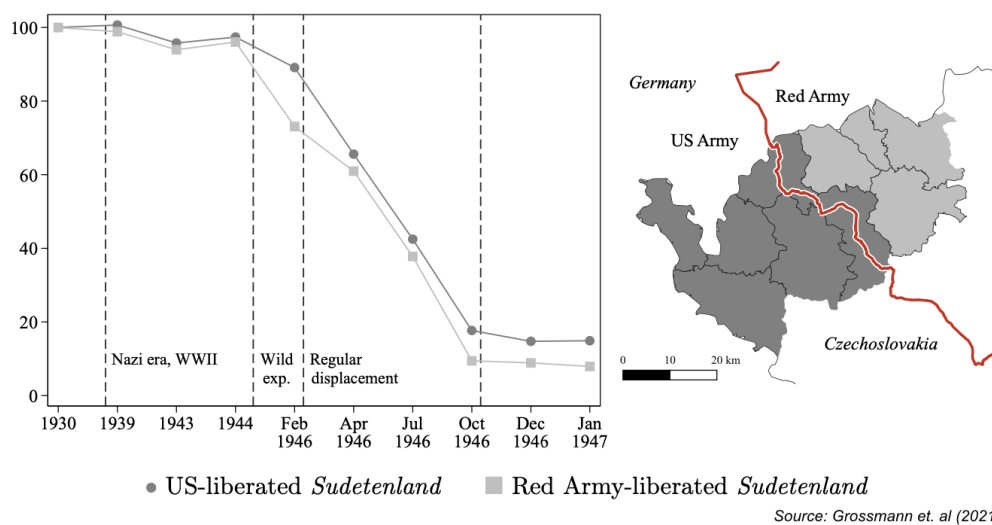 100
80
60
40
20
0
Nazi era, WWII
Wild
exp.
Regular
displacement
1930 1939 1943 1944 Feb Apr Jul Oct Dec Jan
1946 1946 1946 1946 1946 1947
Germany
Red Army
US Army
Czechoslovakia
0 10 20 km
US-liberated Sudetenland Red Army-liberated Sudetenland
Source: Grossmann et. al (2021